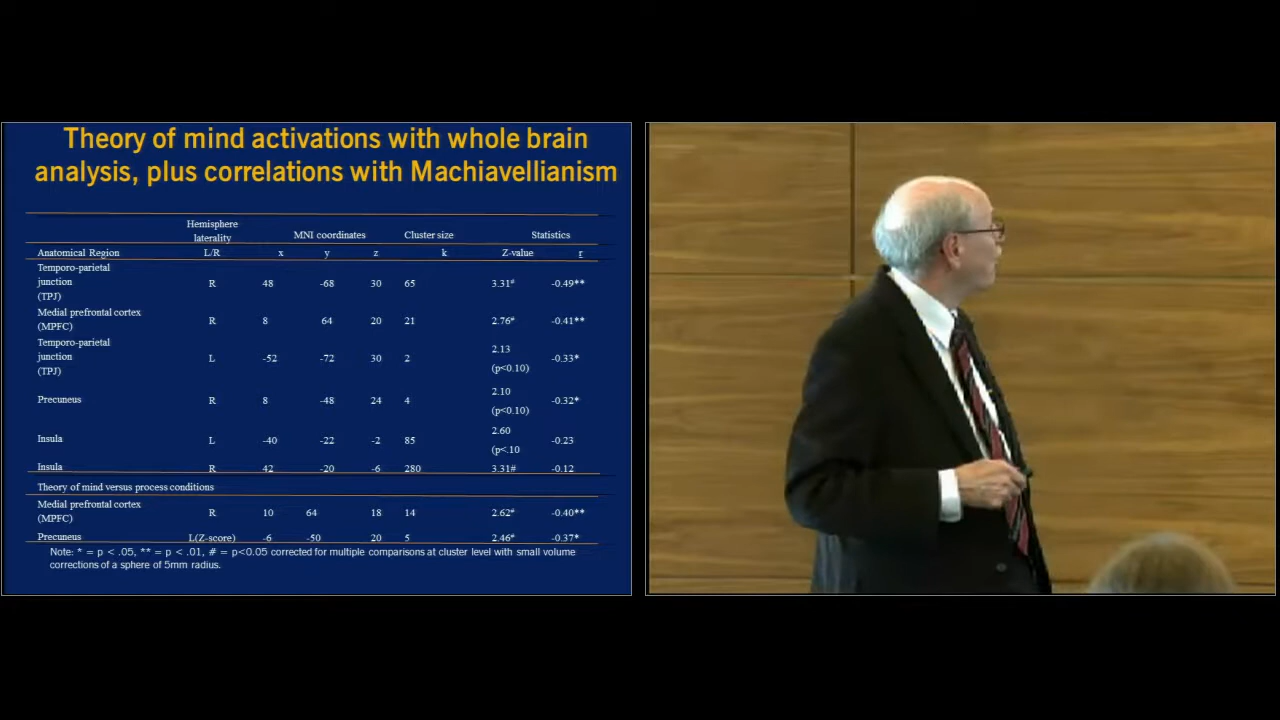 Theory of mind activations with whole brain
analysis, plus correlations with Machiavellianism
Hemisphere
laterality MNI coordinates Cluster size Statistics
Anatomical Region L/R x y z k Z-value r
Temporo-parietal
junction R 48 -68 30 65 3.31# -0.49**
(TPJ)
Medial prefrontal cortex
(MPFC) R 8 64 20 21 2.76# -0.41**
Temporo-parietal
junction L -52 -72 30 2 2.13 -0.33*
(TPJ) (p<0.10)
Precuneus R 8 -48 24 4 2.10 -0.32*
(p<0.10)
Insula L -40 -22 -2 85 2.60 -0.23
(p<.10
Insula R 42 -20 -6 280 3.31# -0.12
Theory of mind versus process conditions
Medial prefrontal cortex
(MPFC) R 10 64 18 14 2.62# -0.40**
Precuneus L(Z-score) -6 -50 20 5 2.46# -0.37*
Note: * = p < .05, ** = p < .01, # = p<0.05 corrected for multiple comparisons at cluster level with small volume
corrections of a sphere of 5mm radius.